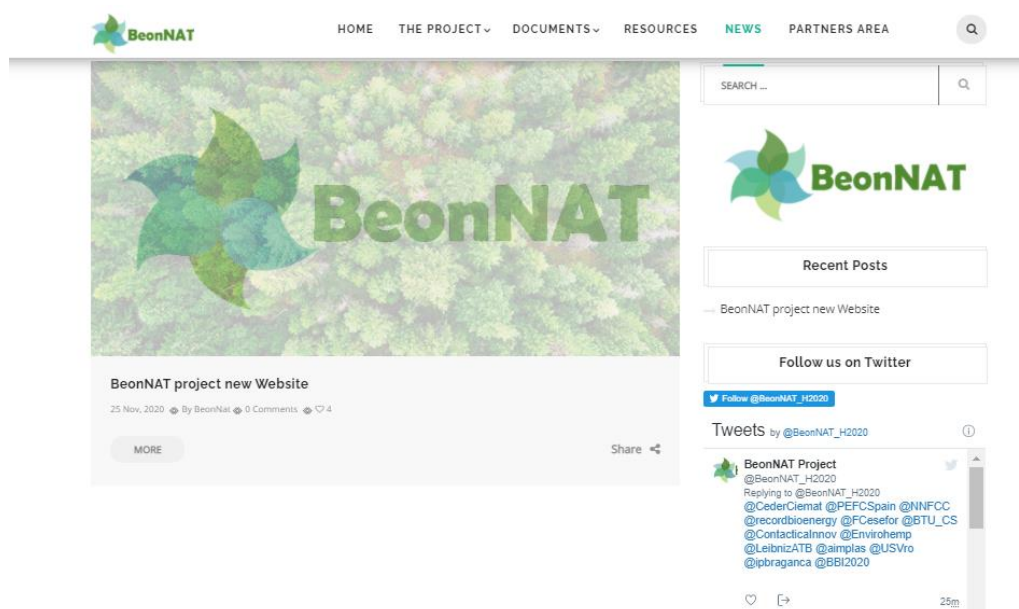 BeonNAT
HOME THE PROJECT DOCUMENTS RESOURCES NEWS PARTNERS AREA
BeonNAT
BeonNAT project new Website
25 Nov, 2020 By BeonNat 0 Comments 4
MORE
Share
SEARCH ...
BeonNAT
Recent Posts
BeonNAT project new Website
Follow us on Twitter
Follow @BeonNAT_H2020
Tweets by @BeonNAT_H2020
BeonNAT Project
@BeonNAT_H2020
Replying to @BeonNAT_H2020
@CederCiemat @PEFCSpain @NNFCC
@recordbioenergy @FCesefor @BTU_CS
@ContacticaInnov @Envirohemp
@LeibnizATB @aimplas @USVro
@ipbraganca @BBI2020
25m